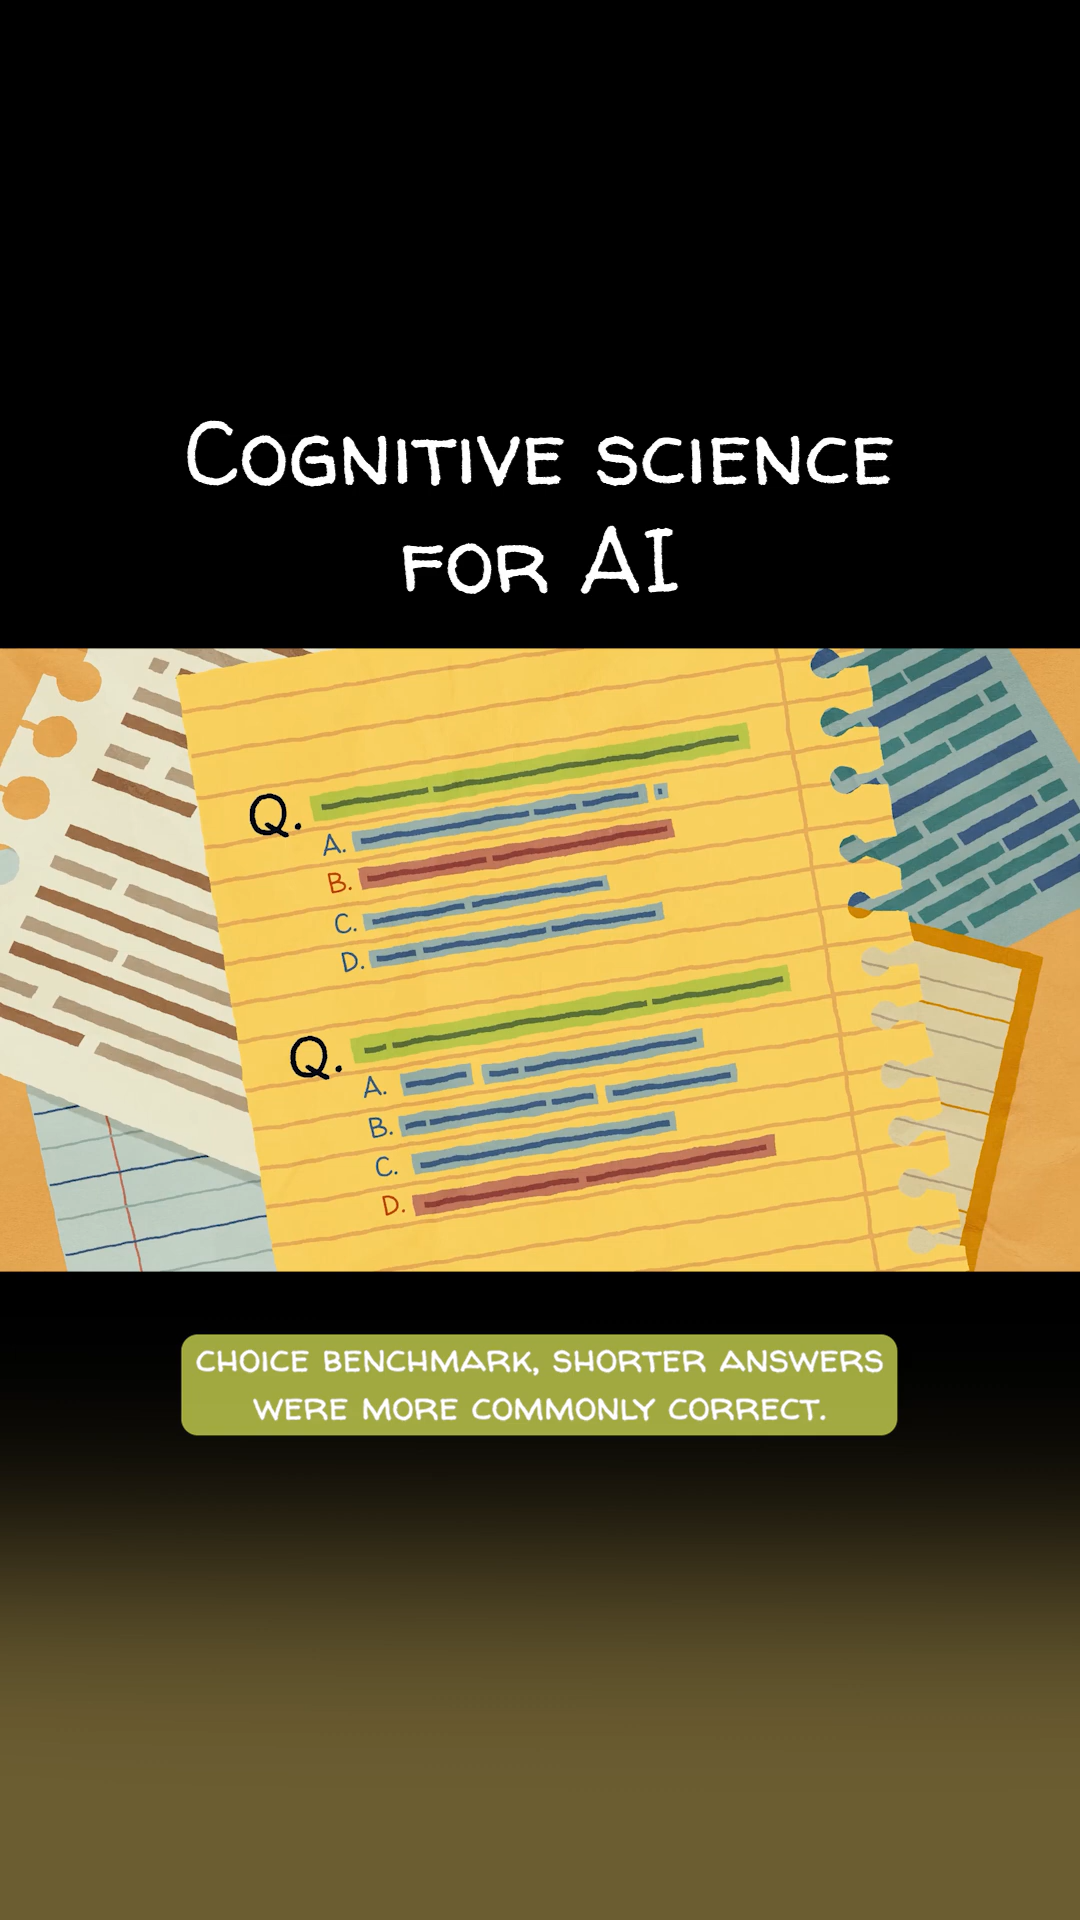 Cognitive science
for AI
Q.
A.
B.
C.
D.
Q.
A.
B.
C.
D.
choice benchmark, shorter answers
were more commonly correct.